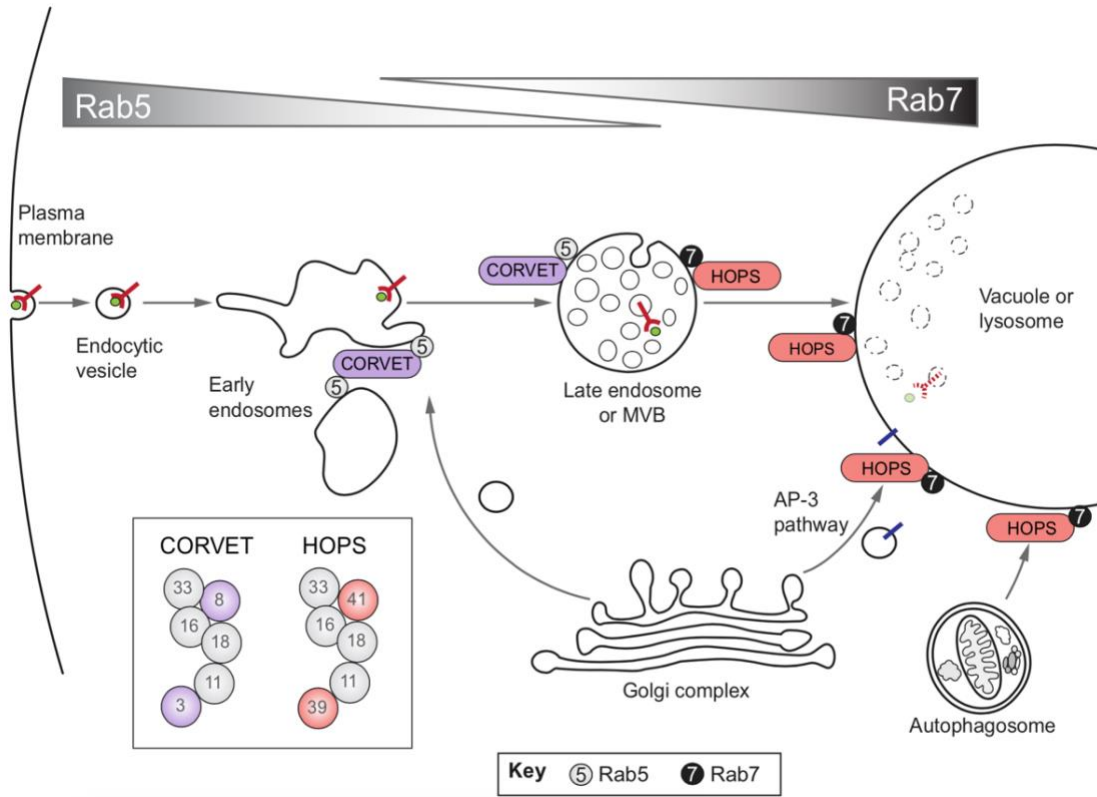 Rab5
Rab7
Plasma
membrane
Endocytic
vesicle
Early
endosomes
5
CORVET
5
CORVET
5
7
HOPS
Late endosome
or MVB
7
HOPS
Vacuole or
lysosome
HOPS
7
AP-3
pathway
HOPS
7
Golgi complex
Autophagosome
CORVET
33
8
16
18
11
3
HOPS
33
41
16
18
11
39
Key
5 Rab5
7 Rab7